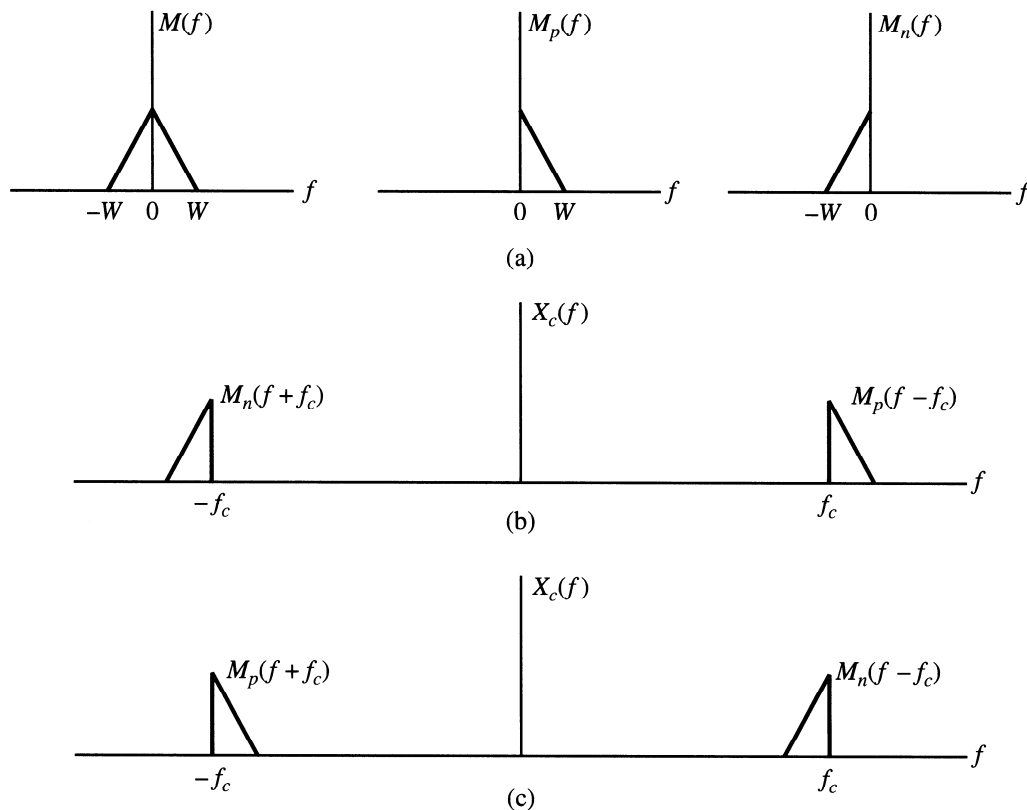 M(f)
M_p(f)
M_n(f)
f
f
f
−W 0 W
0 W
−W 0
(a)
X_c(f)
M_n(f + f_c)
M_p(f − f_c)
f
−f_c
f_c
(b)
X_c(f)
M_p(f + f_c)
M_n(f − f_c)
f
−f_c
f_c
(c)